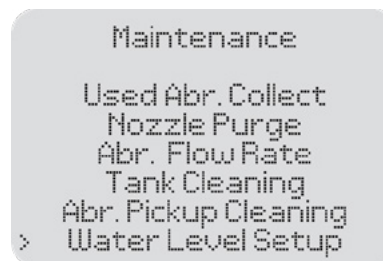 Maintenance
Used Abr. Collect
Nozzle Purge
Abr. Flow Rate
Tank Cleaning
Abr. Pickup Cleaning
> Water Level Setup